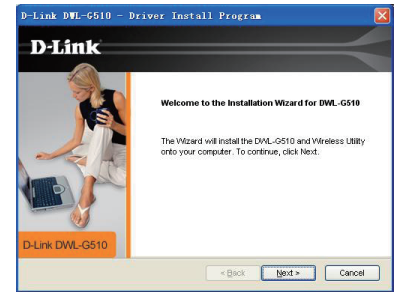 D-Link DWL-G510 - Driver Install Program
D-Link
Welcome to the Installation Wizard for DWL-G510
The Wizard will install the DWL-G510 and Wireless Utility
onto your computer. To continue, click Next.
D-Link DWL-G510
< Back
Next >
Cancel